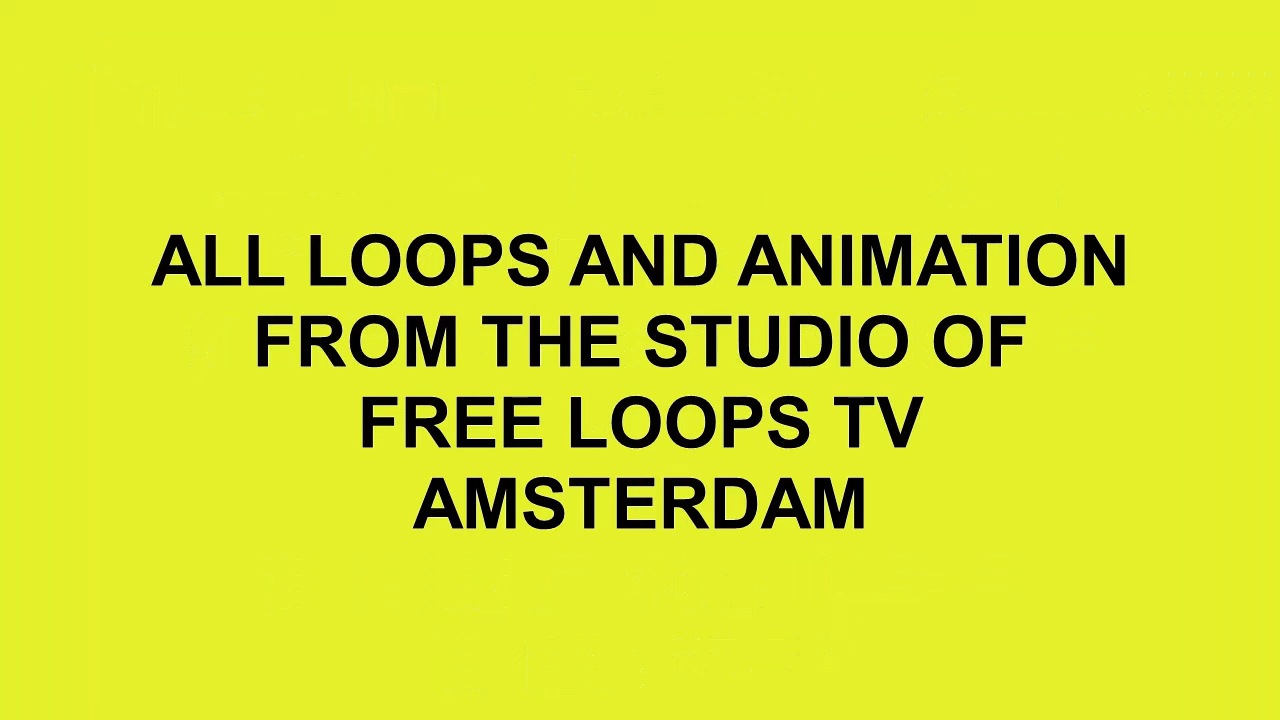 ALL LOOPS AND ANIMATION
FROM THE STUDIO OF
FREE LOOPS TV
AMSTERDAM